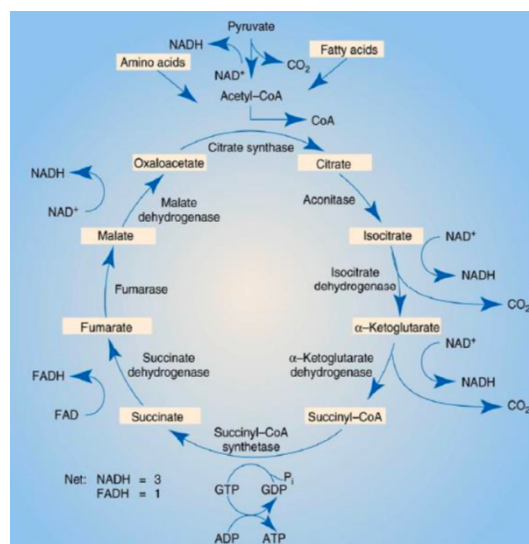 Pyruvate
NADH
CO2
Fatty acids
Amino acids
NAD+
Acetyl–CoA
CoA
Citrate synthase
Oxaloacetate
Citrate
NADH
Malate
dehydrogenase
Aconitase
NAD+
Malate
Isocitrate
NAD+
Isocitrate
dehydrogenase
NADH
Fumarase
CO2
Fumarate
α–Ketoglutarate
NAD+
Succinate
dehydrogenase
α–Ketoglutarate
dehydrogenase
FADH
NADH
FAD
Succinate
Succinyl–CoA
CO2
Succinyl–CoA
synthetase
Net: NADH = 3
FADH = 1
Pi
GTP
GDP
ADP
ATP